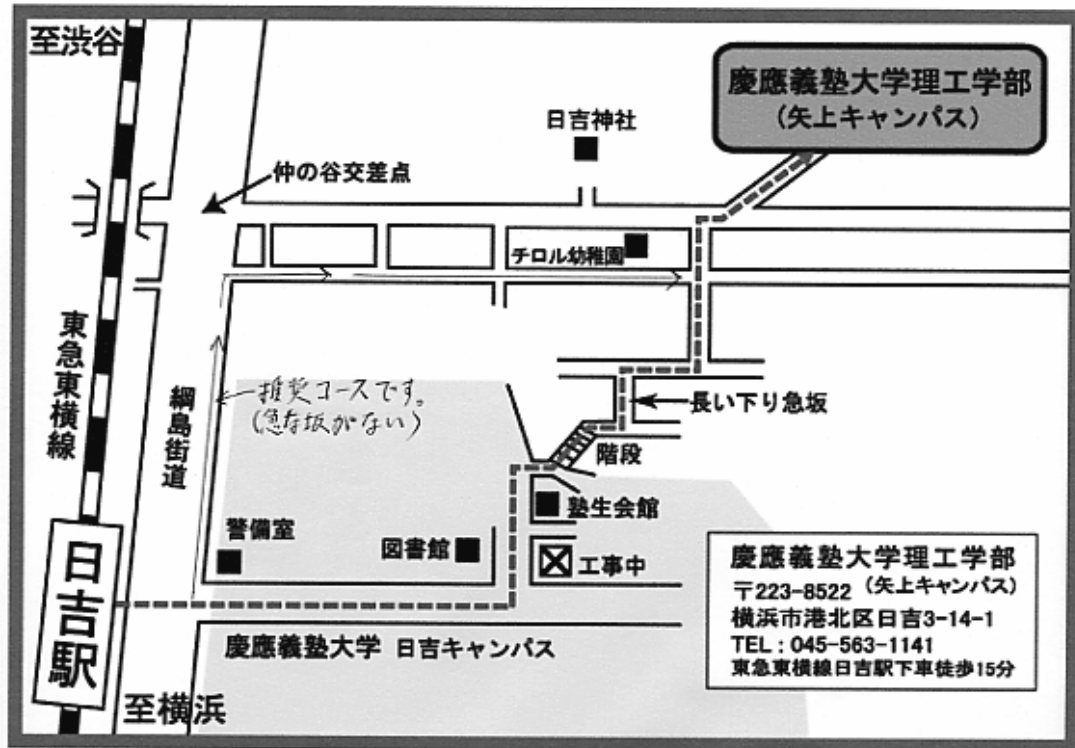 至渋谷
慶應義塾大学理工学部
(矢上キャンパス)
日吉神社
仲の谷交差点
チロル幼稚園
東急東横線
綱島街道
推奨コースです。
(急な坂がない)
長い下り急坂
階段
塾生会館
警備室
図書館
工事中
日吉駅
慶應義塾大学 日吉キャンパス
至横浜
慶應義塾大学理工学部
〒223-8522 (矢上キャンパス)
横浜市港北区日吉3-14-1
TEL：045-563-1141
東急東横線日吉駅下車徒歩15分